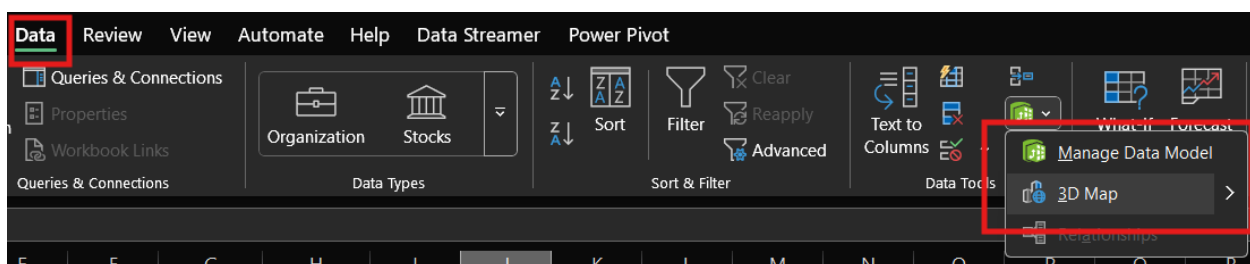 Data Review View Automate Help Data Streamer Power Pivot
Queries & Connections
Properties
Workbook Links
Queries & Connections
Organization
Stocks
Data Types
A
Z
Z
A
Z A
A Z
Sort
Filter
Clear
Reapply
Advanced
Sort & Filter
Text to
Columns
Data Tools
What-If Forecast
Manage Data Model
3D Map
Relationships